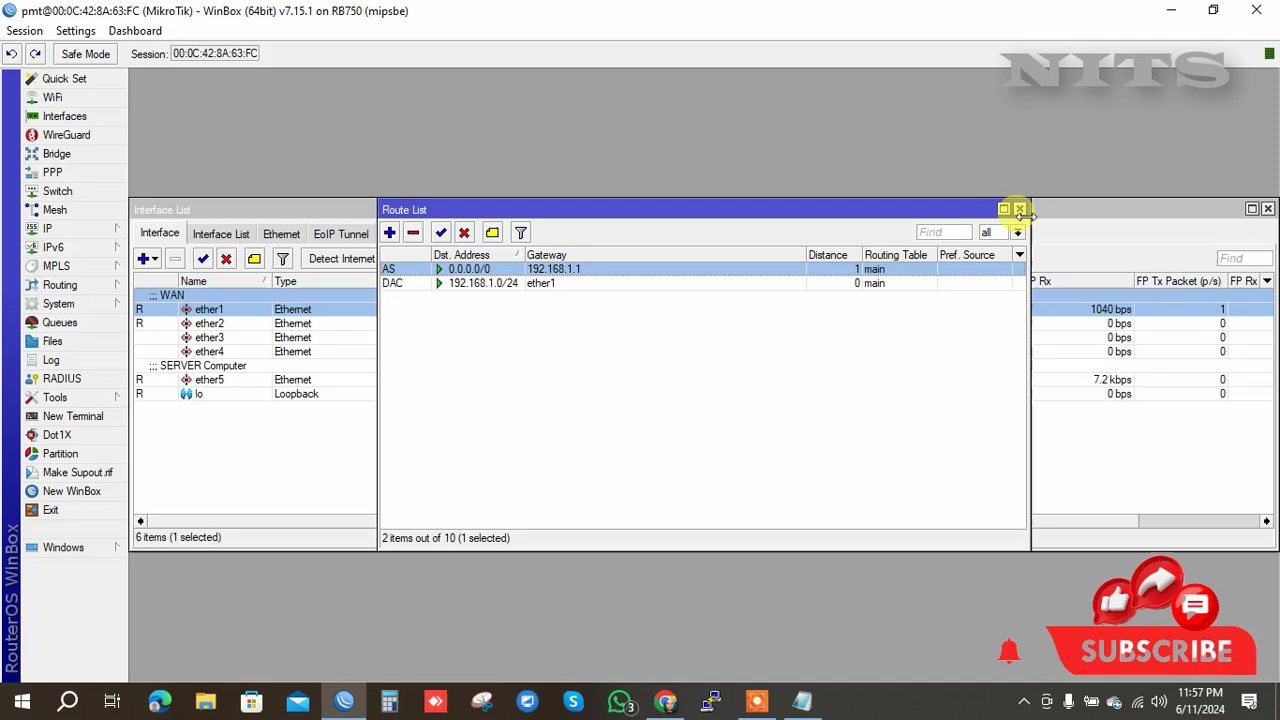 pmt@00:0C:42:8A:63:FC (MikroTik) - WinBox (64bit) v7.15.1 on RB750 (mipsbe)
Session Settings Dashboard
Safe Mode Session: 00:0C:42:8A:63:FC
NITS
Quick Set
WiFi
Interfaces
WireGuard
Bridge
PPP
Switch
Mesh
IP
IPv6
MPLS
Routing
System
Queues
Files
Log
RADIUS
Tools
New Terminal
Dot1X
Partition
Make Supout.rif
New WinBox
Exit
Windows
RouterOS WinBox
Interface List
Interface Interface List Ethernet EoIP Tunnel
Detect Internet
Name Type
::: WAN
R ether1 Ethernet
R ether2 Ethernet
ether3 Ethernet
ether4 Ethernet
::: SERVER Computer
R ether5 Ethernet
R lo Loopback
6 items (1 selected)
Route List
Find all
Dst. Address Gateway Distance Routing Table Pref. Source
AS 0.0.0.0/0 192.168.1.1 1 main
DAC 192.168.1.0/24 ether1 0 main
2 items out of 10 (1 selected)
Find
P Rx FP Tx Packet (p/s) FP Rx
1040 bps 1
0 bps 0
0 bps 0
0 bps 0
7.2 kbps 0
0 bps 0
SUBSCRIBE
3
11:57 PM
6/11/2024